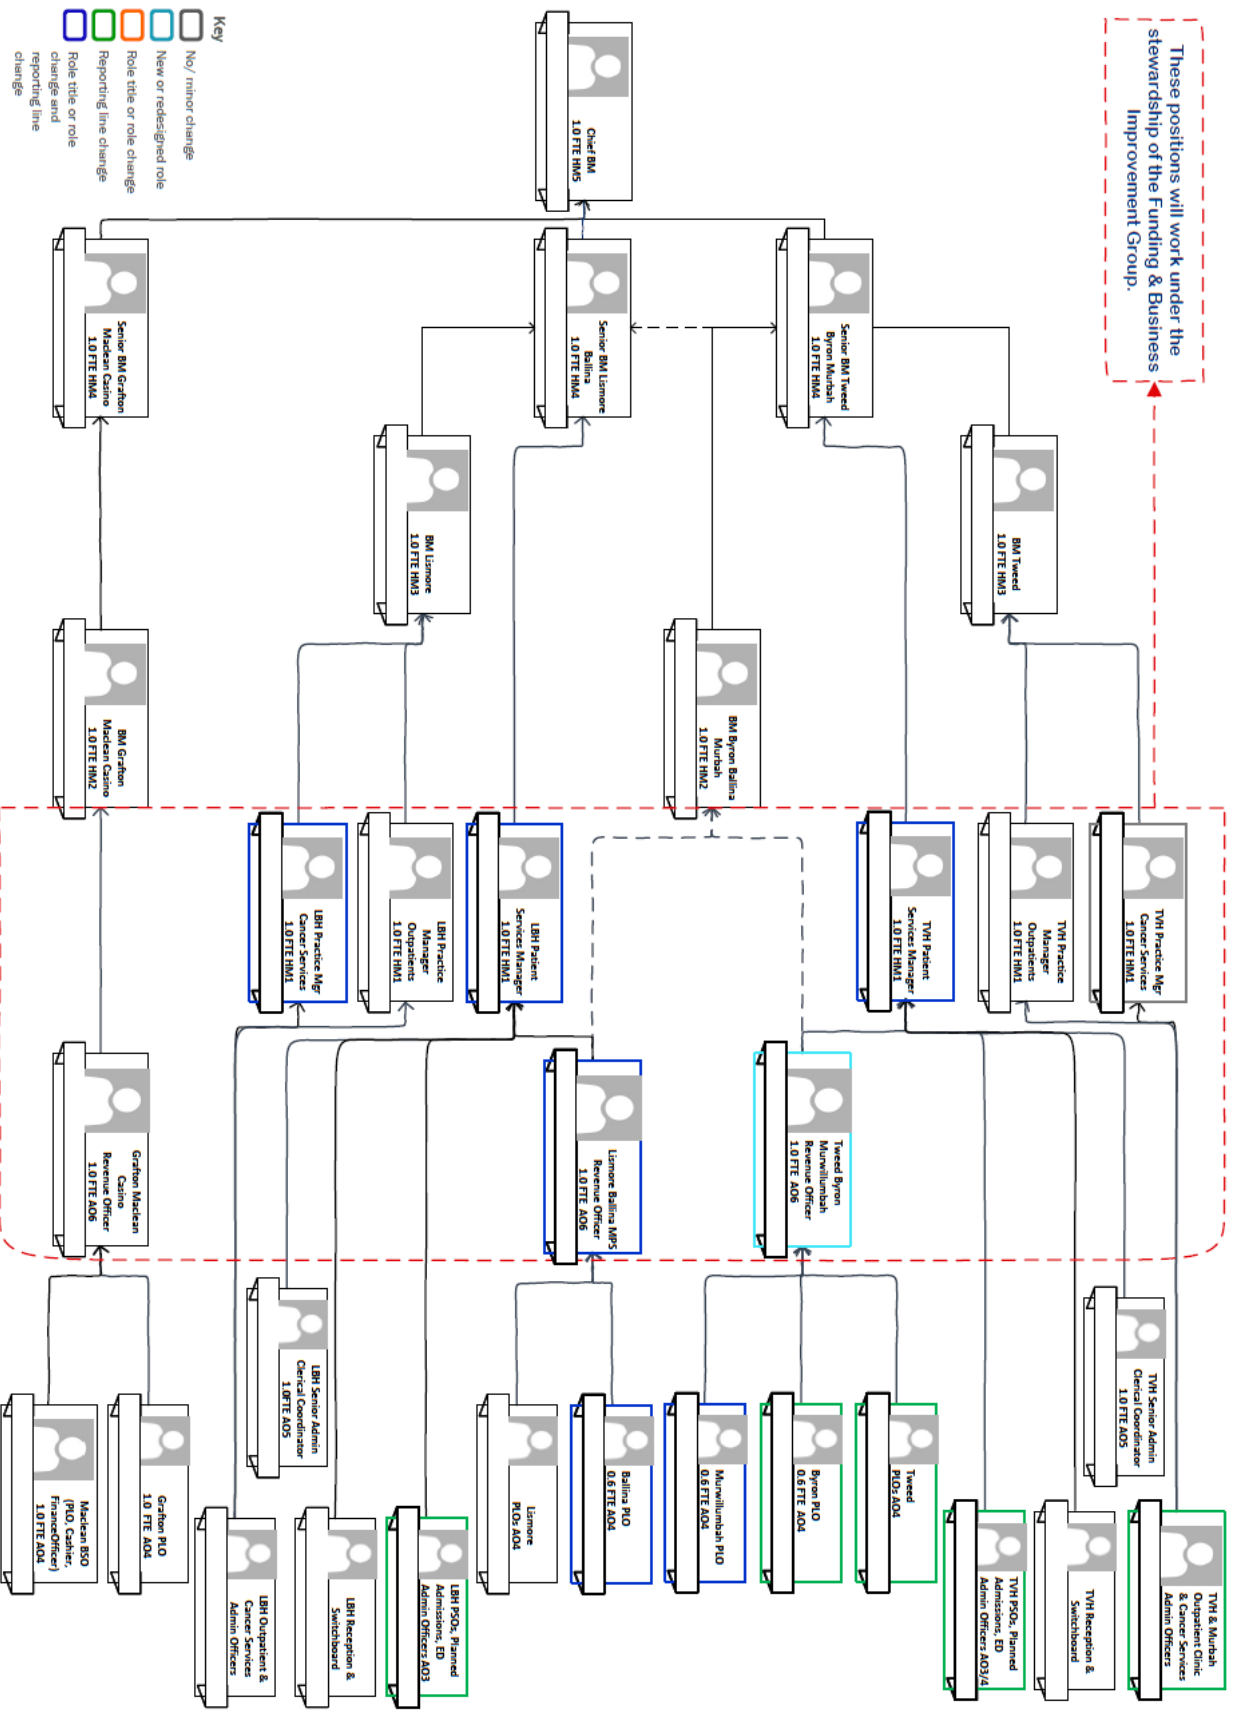 These positions will work under the
stewardship of the Funding & Business
Improvement Group.
Chief BM
1.0 FTE HM5
Senior BM Grafton
Maclean Casino
1.0 FTE HM4
Senior BM Lismore
Ballina
1.0 FTE HM4
Senior BM Tweed
Byron Murbah
1.0 FTE HM4
BM Lismore
1.0 FTE HM3
BM Tweed
1.0 FTE HM3
BM Grafton
Maclean Casino
1.0 FTE HM2
BM Byron Ballina
Murbah
1.0 FTE HM2
LBH Practice Mgr
Cancer Services
1.0 FTE HM1
LBH Practice
Manager
Outpatients
1.0 FTE HM1
LBH Patient
Services Manager
1.0 FTE HM1
TVH Patient
Services Manager
1.0 FTE HM1
TVH Practice
Manager
Outpatients
1.0 FTE HM1
TVH Practice Mgr
Cancer Services
1.0 FTE HM1
Grafton Maclean
Casino
Revenue Officer
1.0 FTE AO6
Lismore Ballina MPS
Revenue Officer
1.0 FTE AO6
Tweed Byron
Murwillumbah
Revenue Officer
1.0 FTE AO6
LBH Senior Admin
Clerical Coordinator
1.0FTE AO5
TVH Senior Admin
Clerical Coordinator
1.0 FTE AO5
Maclean BSO
(PLO, Cashier,
FinanceOfficer)
1.0 FTE AO4
Grafton PLO
1.0 FTE AO4
Lismore
PLOs AO4
Ballina PLO
0.6 FTE AO4
Murwillumbah PLO
0.6 FTE AO4
Byron PLO
0.6 FTE AO4
Tweed
PLOs AO4
LBH Outpatient &
Cancer Services
Admin Officers
LBH Reception &
Switchboard
LBH PSOs, Planned
Admissions, ED
Admin Officers AO3
TVH PSOs, Planned
Admissions, ED
Admin Officers AO3/4
TVH Reception &
Switchboard
TVH & Murbah
Outpatient Clinic
& Cancer Services
Admin Officers
Key
No/ minor change
New or redesigned role
Role title or role change
Reporting line change
Role title or role
change and
reporting line
change